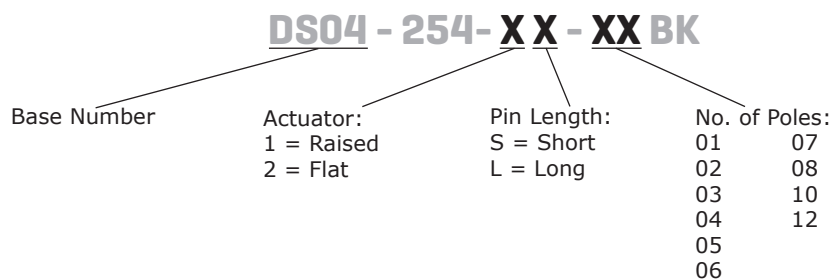 DS04 - 254- X X - XX BK
Base Number
Actuator:
1 = Raised
2 = Flat
Pin Length:
S = Short
L = Long
No. of Poles:
01 07
02 08
03 10
04 12
05
06